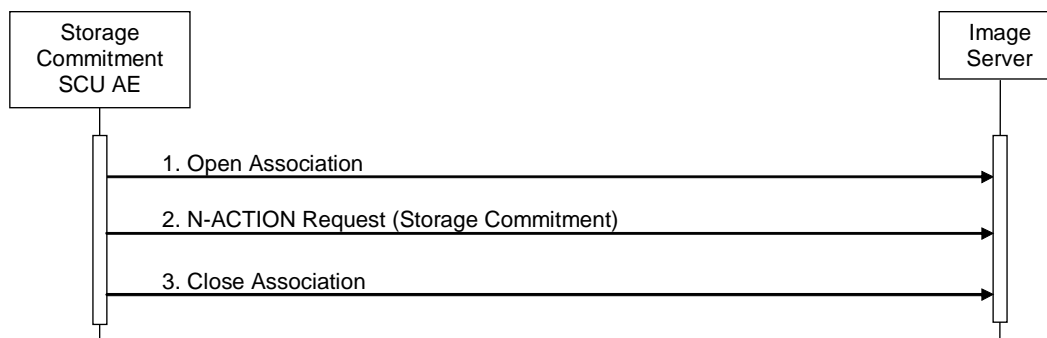 Storage
Commitment
SCU AE
Image
Server
1. Open Association
2. N-ACTION Request (Storage Commitment)
3. Close Association